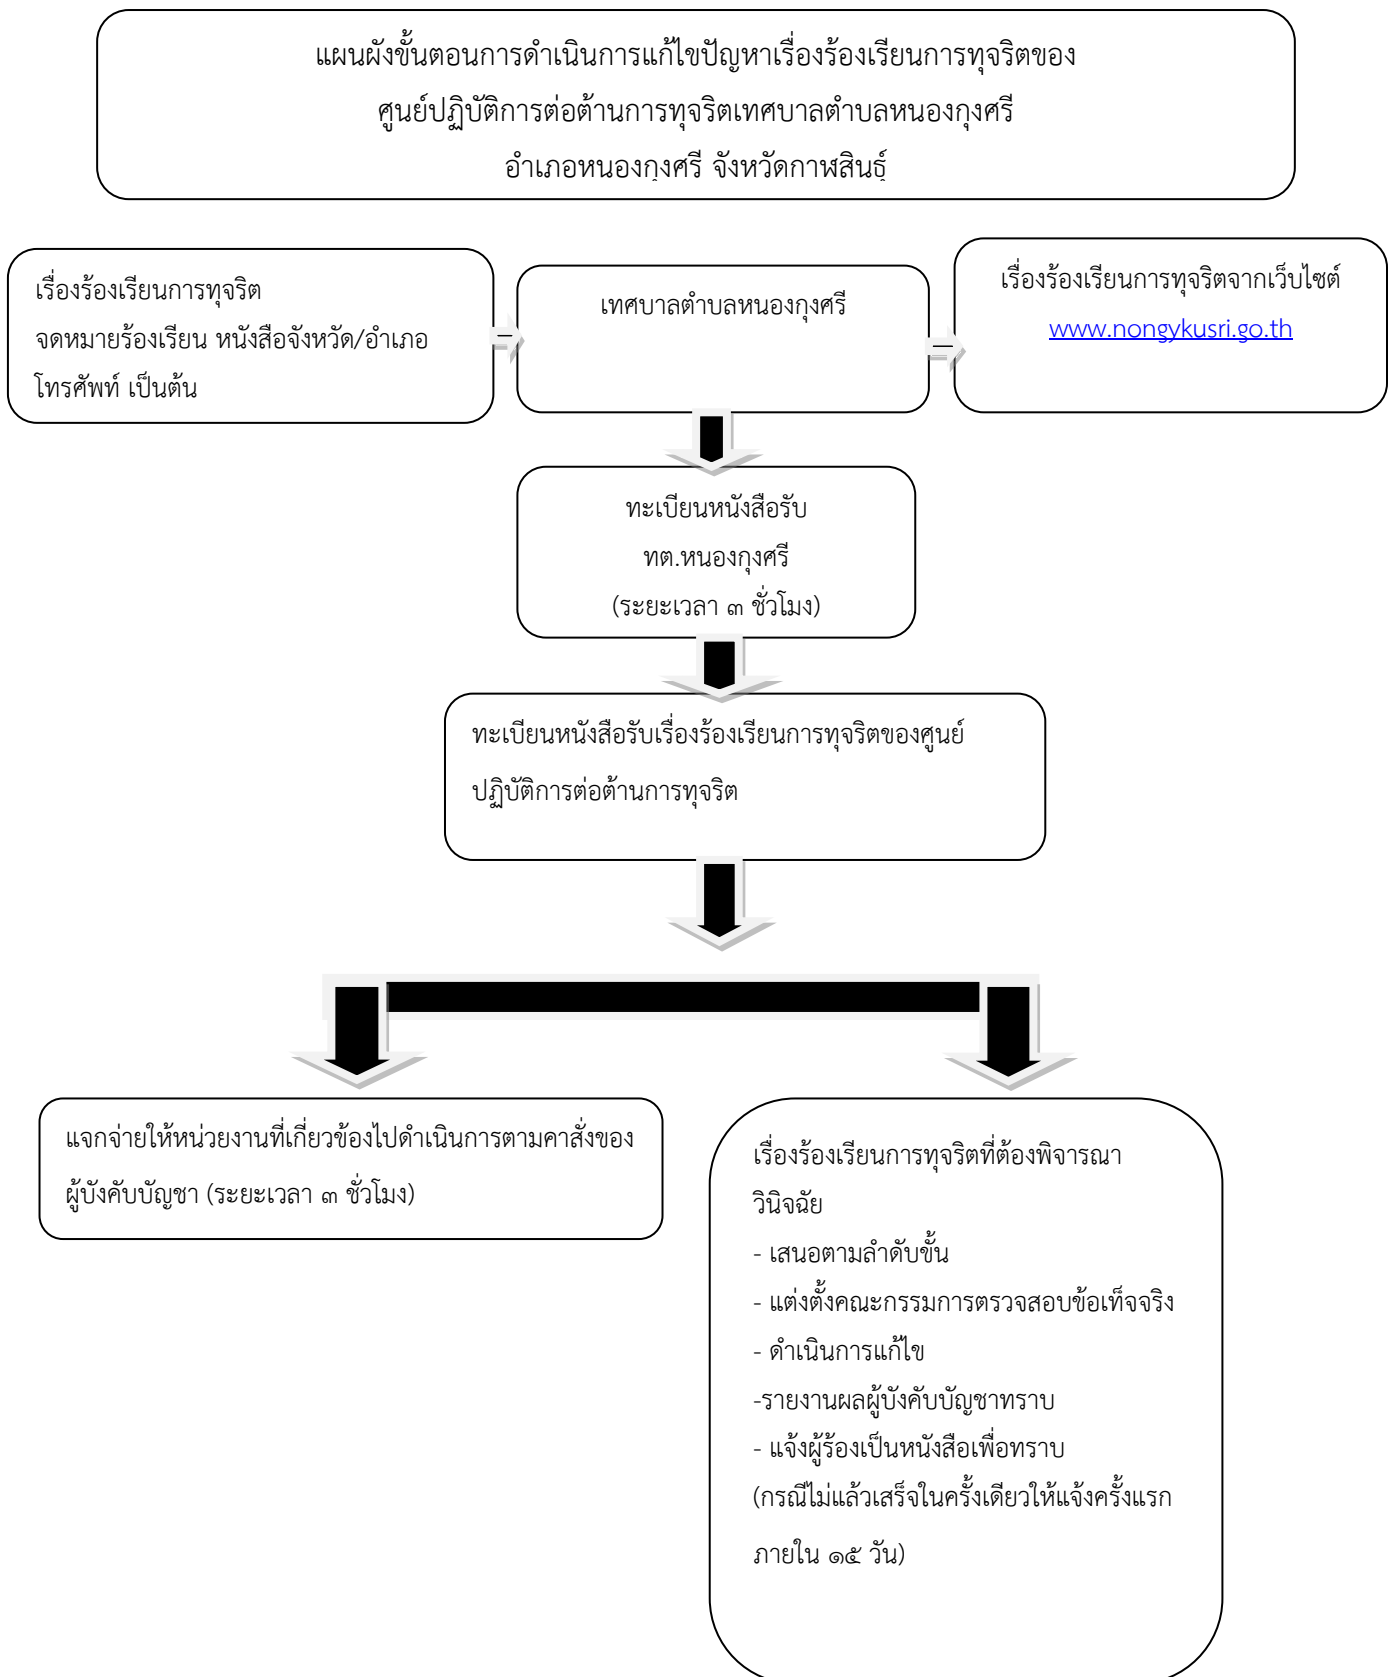 แผนผังขั้นตอนการดำเนินการแก้ไขปัญหาเรื่องร้องเรียนการทุจริตของ
ศูนย์ปฏิบัติการต่อต้านการทุจริตเทศบาลตำบลหนองกุงศรี
อำเภอหนองกุงศรี จังหวัดกาฬสินธุ์
เรื่องร้องเรียนการทุจริต
จดหมายร้องเรียน หนังสือจังหวัด/อำเภอ
โทรศัพท์ เป็นต้น
เทศบาลตำบลหนองกุงศรี
เรื่องร้องเรียนการทุจริตจากเว็บไซต์
www.nongykusri.go.th
ทะเบียนหนังสือรับ
ทต.หนองกุงศรี
(ระยะเวลา ๓ ชั่วโมง)
ทะเบียนหนังสือรับเรื่องร้องเรียนการทุจริตของศูนย์
ปฏิบัติการต่อต้านการทุจริต
แจกจ่ายให้หน่วยงานที่เกี่ยวข้องไปดำเนินการตามคาสั่งของ
ผู้บังคับบัญชา (ระยะเวลา ๓ ชั่วโมง)
เรื่องร้องเรียนการทุจริตที่ต้องพิจารณา
วินิจฉัย
- เสนอตามลำดับขั้น
- แต่งตั้งคณะกรรมการตรวจสอบข้อเท็จจริง
- ดำเนินการแก้ไข
-รายงานผลผู้บังคับบัญชาทราบ
- แจ้งผู้ร้องเป็นหนังสือเพื่อทราบ
(กรณีไม่แล้วเสร็จในครั้งเดียวให้แจ้งครั้งแรก
ภายใน ๑๕ วัน)